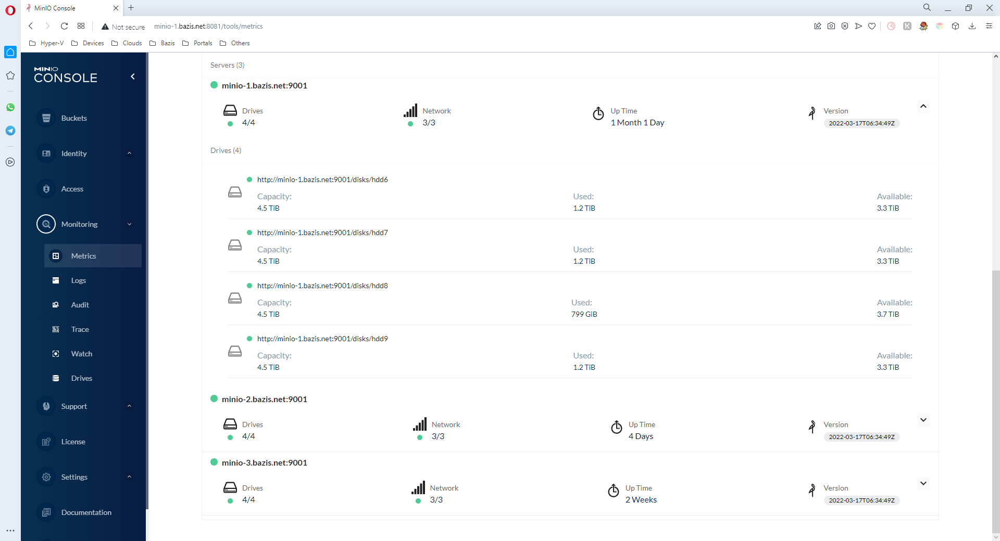 MinIO Console
Not secure
minio-1.bazis.net:8081/tools/metrics
K
Hyper-V
Devices
Clouds
Bazis
Portals
Others
MINIO
CONSOLE
Buckets
Identity
Access
Monitoring
Metrics
Logs
Audit
Trace
Watch
Drives
Support
License
Settings
Documentation
Servers (3)
minio-1.bazis.net:9001
Drives
4/4
Network
3/3
Up Time
1 Month 1 Day
Version
2022-03-17T06:34:49Z
Drives (4)
http://minio-1.bazis.net:9001/disks/hdd6
Capacity:
4.5 TiB
Used:
1.2 TiB
Available:
3.3 TiB
http://minio-1.bazis.net:9001/disks/hdd7
Capacity:
4.5 TiB
Used:
1.2 TiB
Available:
3.3 TiB
http://minio-1.bazis.net:9001/disks/hdd8
Capacity:
4.5 TiB
Used:
799 GiB
Available:
3.7 TiB
http://minio-1.bazis.net:9001/disks/hdd9
Capacity:
4.5 TiB
Used:
1.2 TiB
Available:
3.3 TiB
minio-2.bazis.net:9001
Drives
4/4
Network
3/3
Up Time
4 Days
Version
2022-03-17T06:34:49Z
minio-3.bazis.net:9001
Drives
4/4
Network
3/3
Up Time
2 Weeks
Version
2022-03-17T06:34:49Z